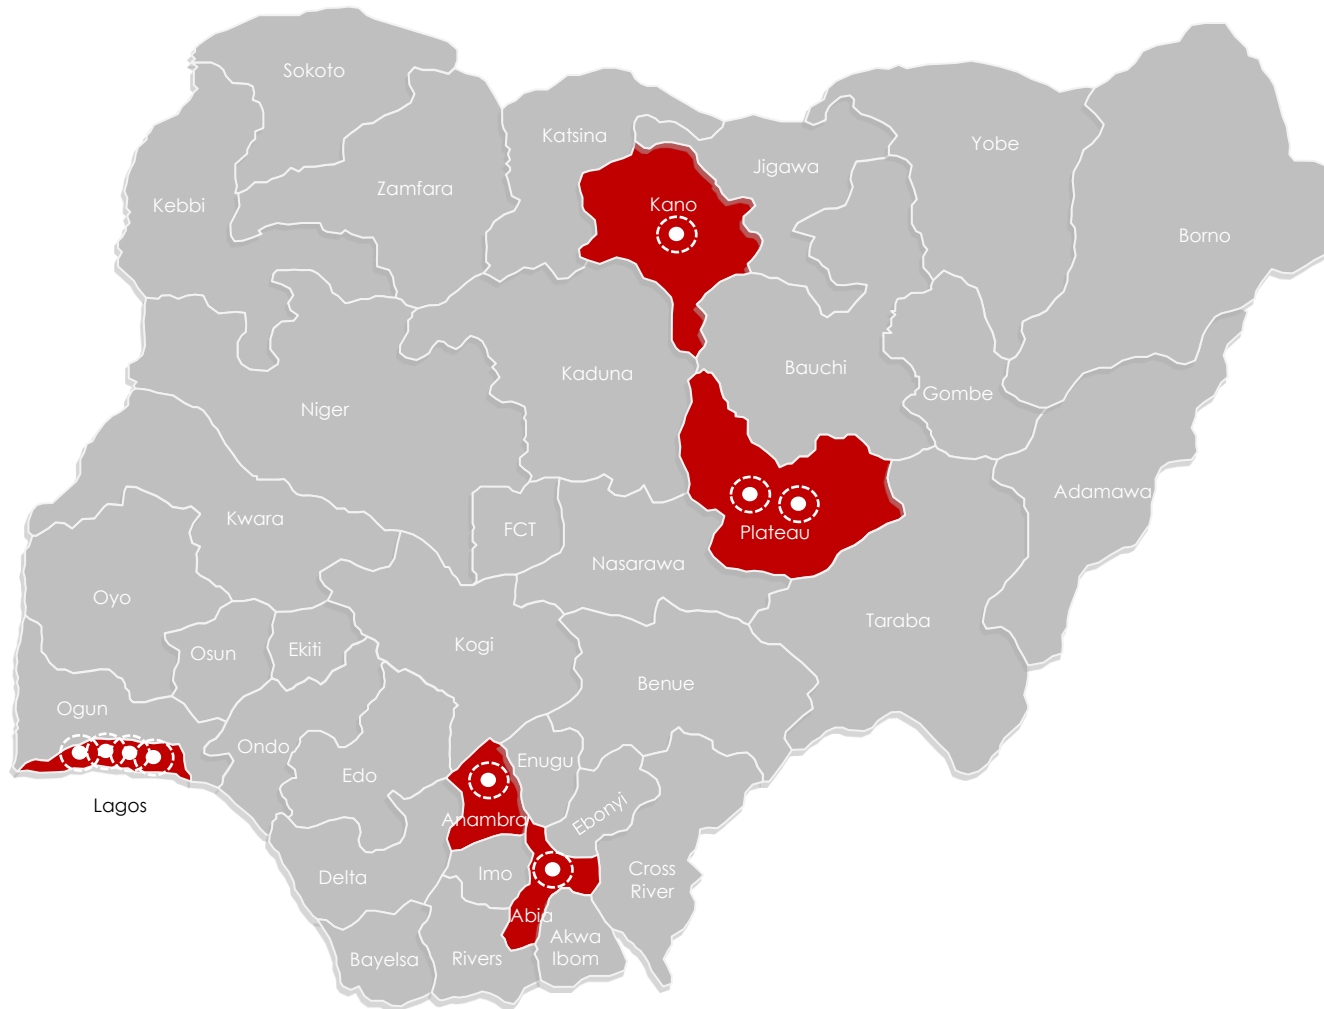 Sokoto
Katsina
Yobe
Jigawa
Zamfara
Kebbi
Kano
Borno
Kaduna
Bauchi
Gombe
Niger
Adamawa
Kwara
FCT
Plateau
Nasarawa
Oyo
Taraba
Osun
Ekiti
Kogi
Benue
Ogun
Ondo
Enugu
Edo
Lagos
Anambra
Ebonyi
Delta
Imo
Cross
River
Abia
Akwa
Ibom
Bayelsa
Rivers